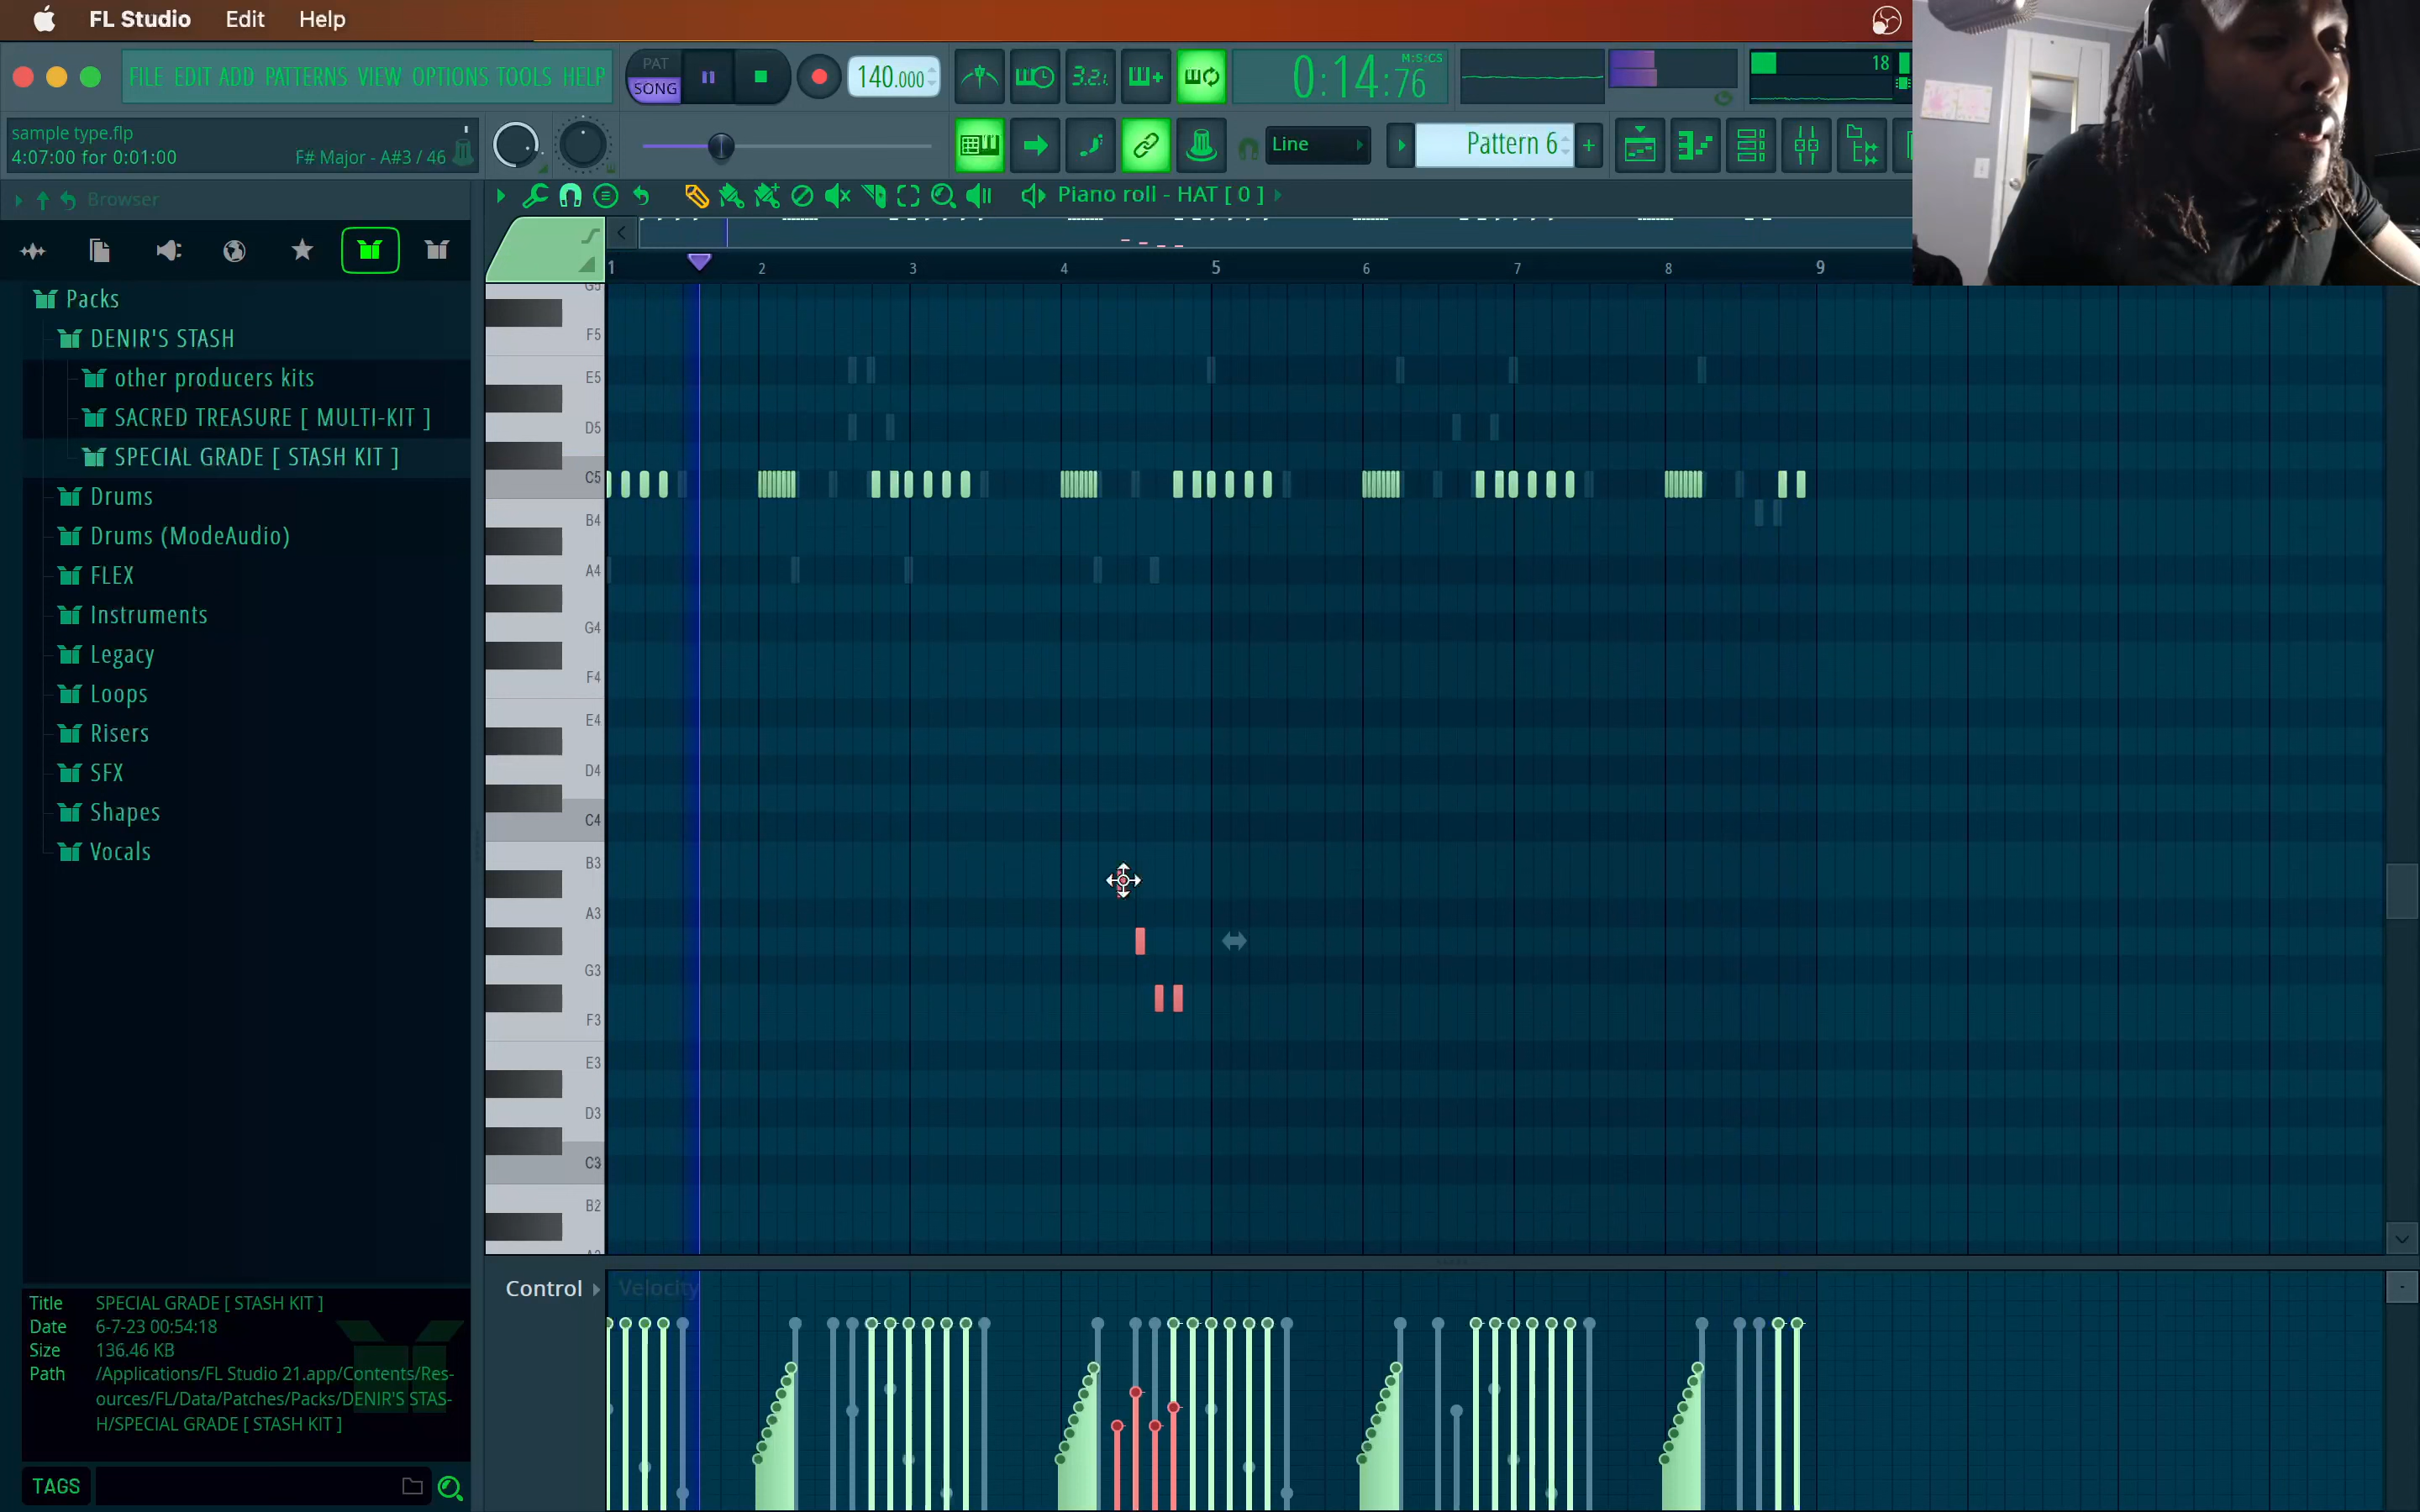 FL Studio Edit Help
FILE EDIT ADD PATTERNS VIEW OPTIONS TOOLS HELP
PAT
SONG
140.000
3.2.
M:S:CS
0:14:76
18
sample type.flp
4:07:00 for 0:01:00
F# Major - A#3 / 46
Line
Pattern 6
Browser
Piano roll - HAT [ 0 ]
1 2 3 4 5 6 7 8 9
Packs
DENIR'S STASH
other producers kits
SACRED TREASURE [ MULTI-KIT ]
SPECIAL GRADE [ STASH KIT ]
Drums
Drums (ModeAudio)
FLEX
Instruments
Legacy
Loops
Risers
SFX
Shapes
Vocals
G5
F5
E5
D5
C5
B4
A4
G4
F4
E4
D4
C4
B3
A3
G3
F3
E3
D3
C3
B2
A2
Control Velocity
Title SPECIAL GRADE [ STASH KIT ]
Date 6-7-23 00:54:18
Size 136.46 KB
Path /Applications/FL Studio 21.app/Contents/Res-
ources/FL/Data/Patches/Packs/DENIR'S STAS-
H/SPECIAL GRADE [ STASH KIT ]
TAGS